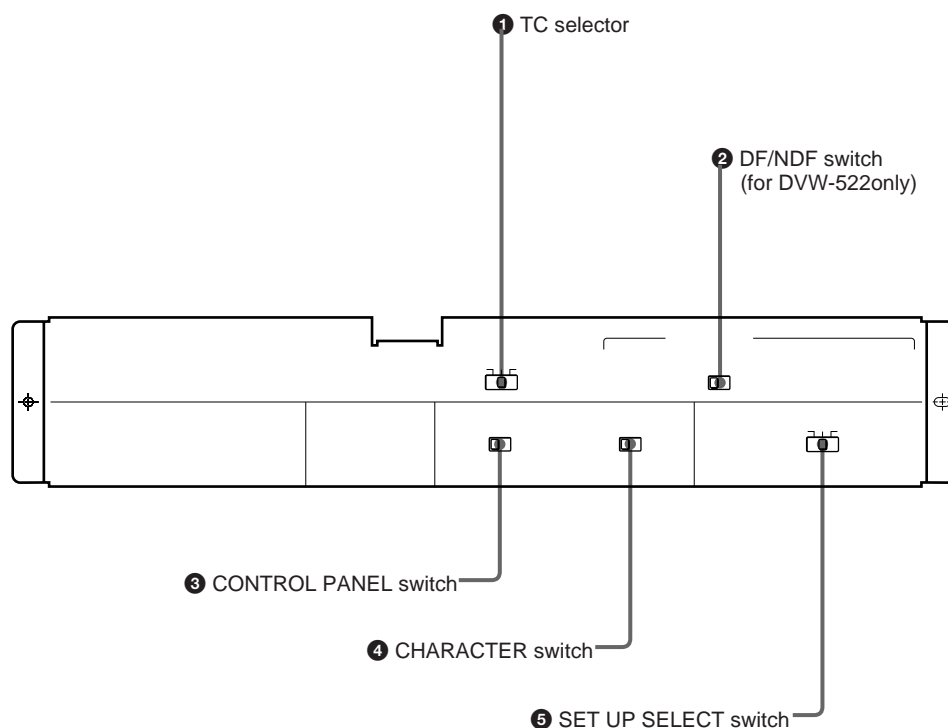 ❶ TC selector
❷ DF/NDF switch
(for DVW-522only)
❸ CONTROL PANEL switch
❹ CHARACTER switch
❺ SET UP SELECT switch